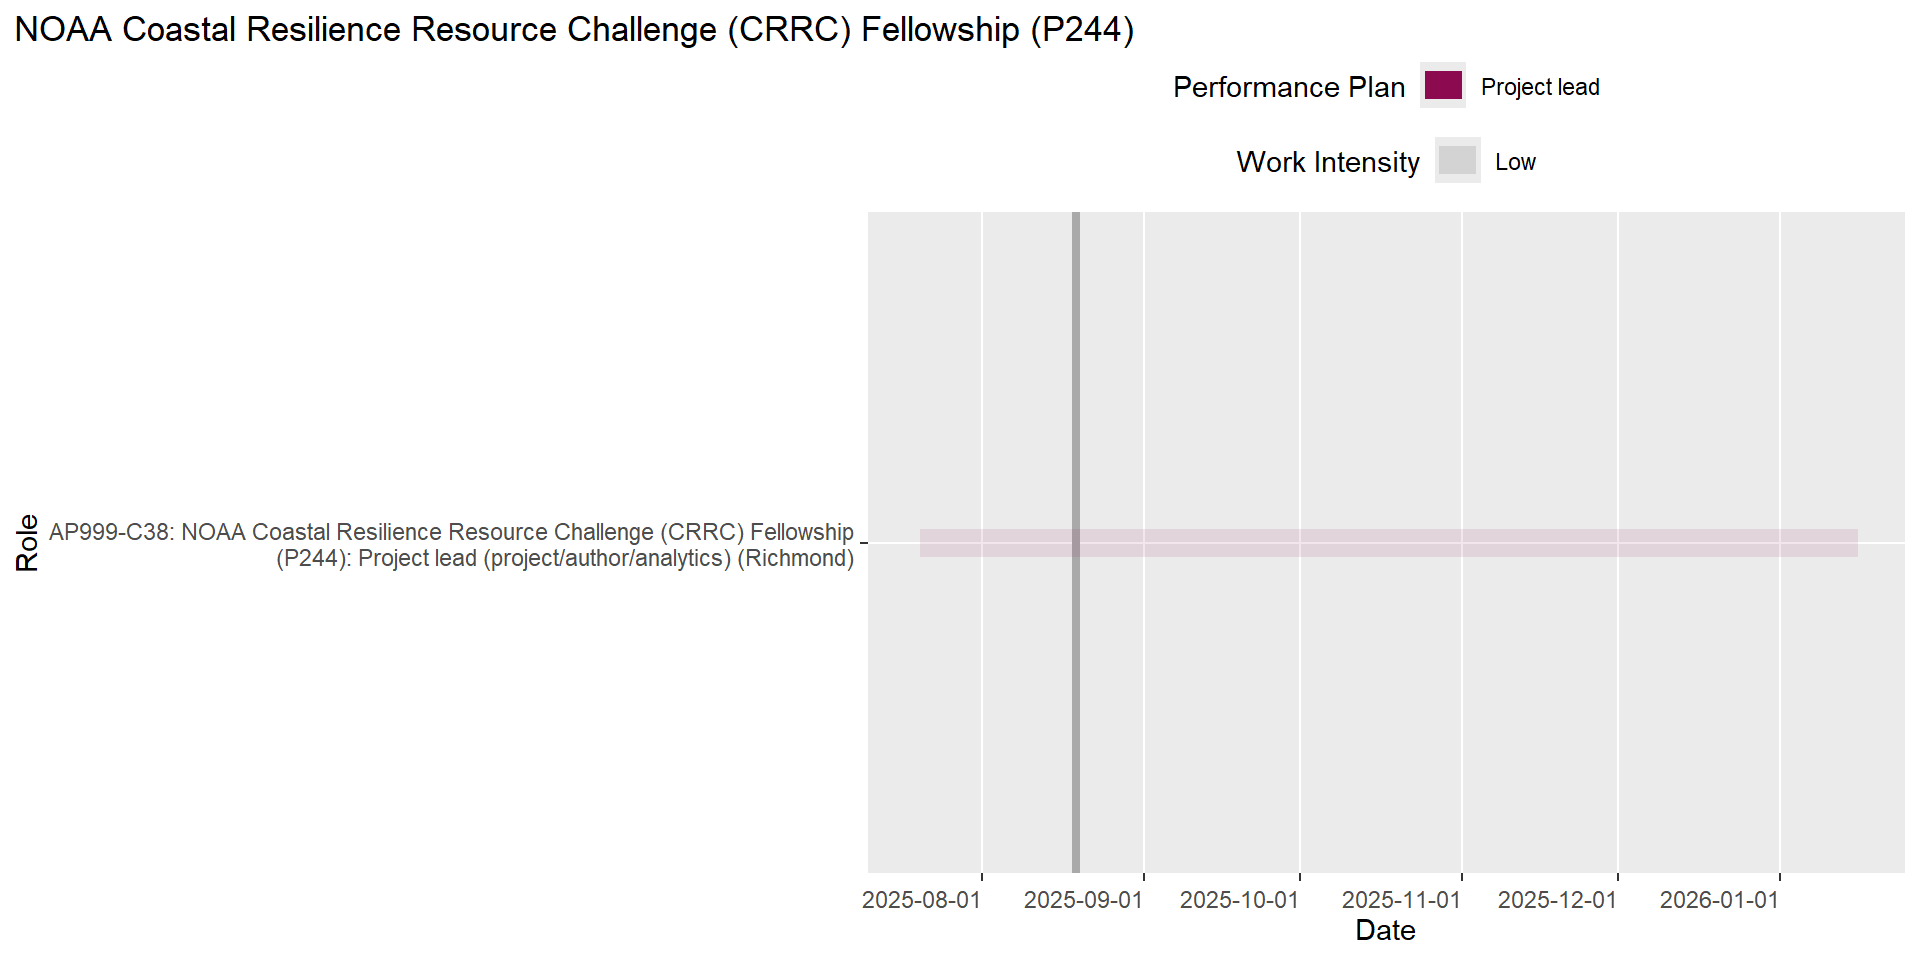 NOAA Coastal Resilience Resource Challenge (CRRC) Fellowship (P244)
Performance Plan
Project lead
Work Intensity
Low
Role
AP999-C38: NOAA Coastal Resilience Resource Challenge (CRRC) Fellowship
(P244): Project lead (project/author/analytics) (Richmond)
2025-08-01
2025-09-01
2025-10-01
2025-11-01
2025-12-01
2026-01-01
Date